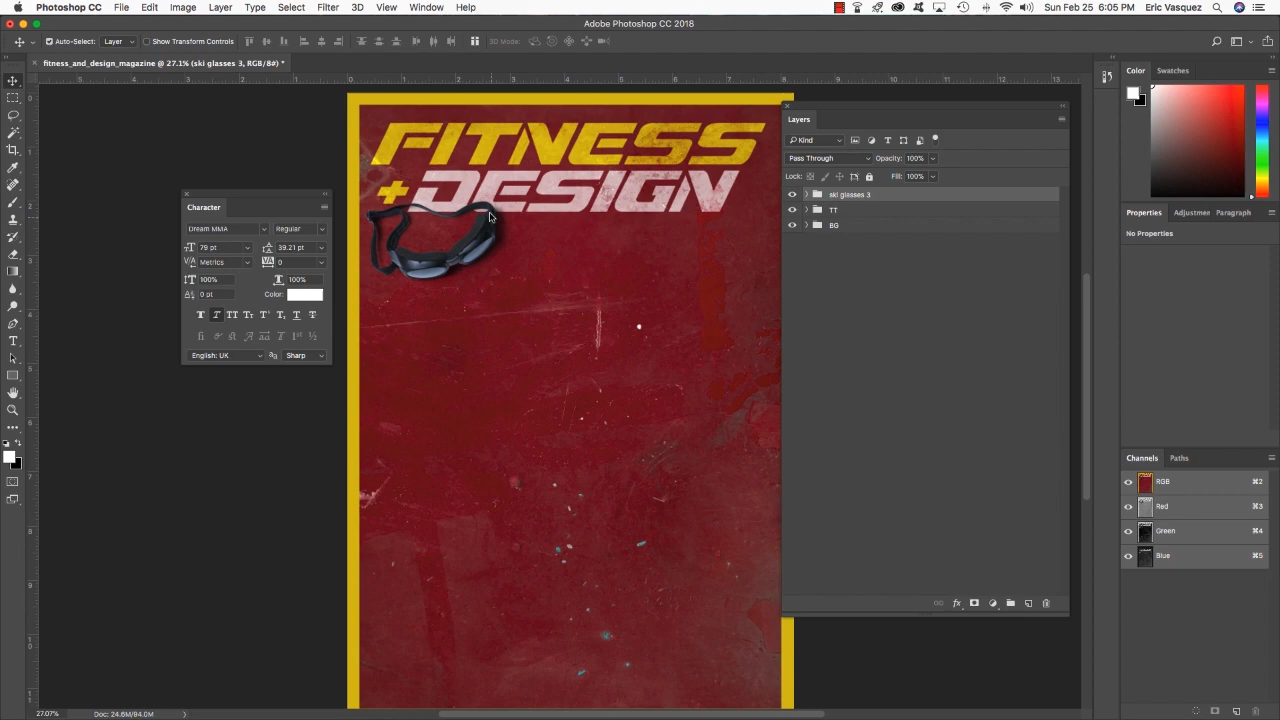 Photoshop CC File Edit Image Layer Type Select Filter 3D View Window Help
Sun Feb 25 6:05 PM Eric Vasquez
Adobe Photoshop CC 2018
Auto-Select: Layer Show Transform Controls 3D Mode:
fitness_and_design_magazine @ 27.1% (ski glasses 3, RGB/8#) *
FITNESS
+DESIGN
Character
Dream MMA Regular
79 pt 39.21 pt
Metrics 0
100% 100%
0 pt Color:
English: UK Sharp
Layers
Kind
Pass Through Opacity: 100%
Lock: Fill: 100%
ski glasses 3
TT
BG
Color Swatches
Properties Adjustmen Paragraph
No Properties
Channels Paths
RGB ⌘2
Red ⌘3
Green ⌘4
Blue ⌘5
27.07% Doc: 24.6M/94.0M